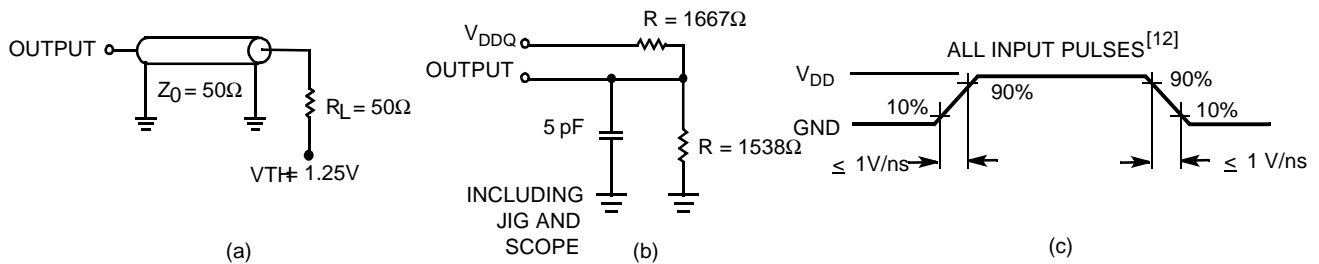 OUTPUT
Z0 = 50Ω
RL = 50Ω
VTH= 1.25V
(a)
R = 1667Ω
VDDQ
OUTPUT
5 pF
R = 1538Ω
INCLUDING
JIG AND
SCOPE
(b)
ALL INPUT PULSES[12]
VDD
90%
90%
10%
10%
GND
≤ 1V/ns
≤ 1 V/ns
(c)